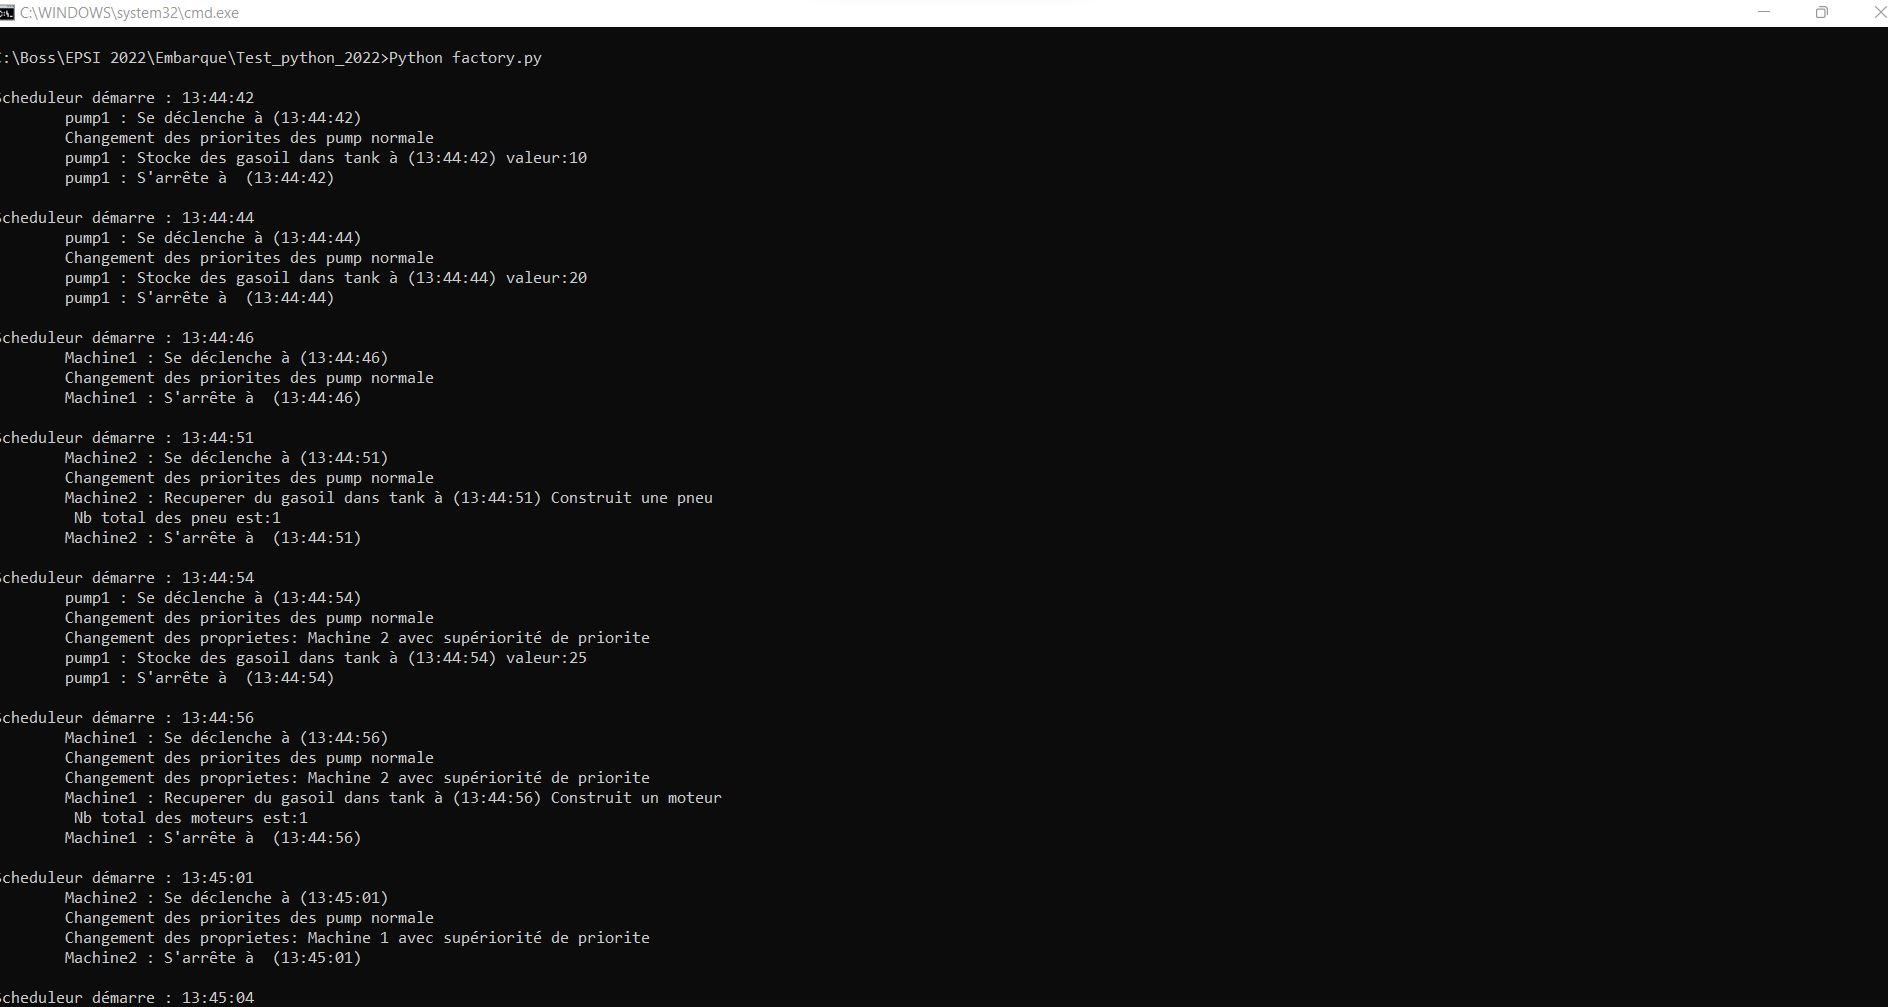 C:\WINDOWS\system32\cmd.exe
:\Boss\EPSI 2022\Embarque\Test_python_2022>Python factory.py
Scheduleur démarre : 13:44:42
pump1 : Se déclenche à (13:44:42)
Changement des priorites des pump normale
pump1 : Stocke des gasoil dans tank à (13:44:42) valeur:10
pump1 : S'arrête à  (13:44:42)
Scheduleur démarre : 13:44:44
pump1 : Se déclenche à (13:44:44)
Changement des priorites des pump normale
pump1 : Stocke des gasoil dans tank à (13:44:44) valeur:20
pump1 : S'arrête à  (13:44:44)
Scheduleur démarre : 13:44:46
Machine1 : Se déclenche à (13:44:46)
Changement des priorites des pump normale
Machine1 : S'arrête à  (13:44:46)
Scheduleur démarre : 13:44:51
Machine2 : Se déclenche à (13:44:51)
Changement des priorites des pump normale
Machine2 : Recuperer du gasoil dans tank à (13:44:51) Construit une pneu
Nb total des pneu est:1
Machine2 : S'arrête à  (13:44:51)
Scheduleur démarre : 13:44:54
pump1 : Se déclenche à (13:44:54)
Changement des priorites des pump normale
Changement des proprietes: Machine 2 avec supériorité de priorite
pump1 : Stocke des gasoil dans tank à (13:44:54) valeur:25
pump1 : S'arrête à  (13:44:54)
Scheduleur démarre : 13:44:56
Machine1 : Se déclenche à (13:44:56)
Changement des priorites des pump normale
Changement des proprietes: Machine 2 avec supériorité de priorite
Machine1 : Recuperer du gasoil dans tank à (13:44:56) Construit un moteur
Nb total des moteurs est:1
Machine1 : S'arrête à  (13:44:56)
Scheduleur démarre : 13:45:01
Machine2 : Se déclenche à (13:45:01)
Changement des priorites des pump normale
Changement des proprietes: Machine 1 avec supériorité de priorite
Machine2 : S'arrête à  (13:45:01)
Scheduleur démarre : 13:45:04